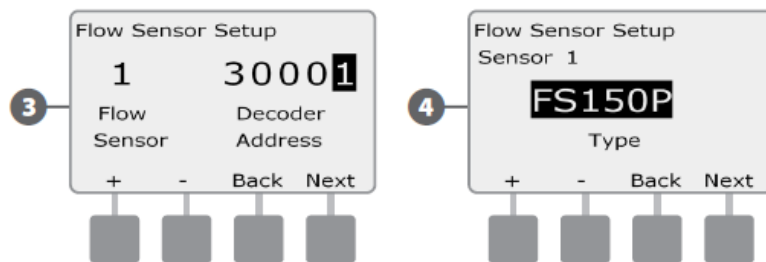 3
Flow Sensor Setup
1 30001
Flow Decoder
Sensor Address
+ - Back Next
4
Flow Sensor Setup
Sensor 1
FS150P
Type
+ - Back Next